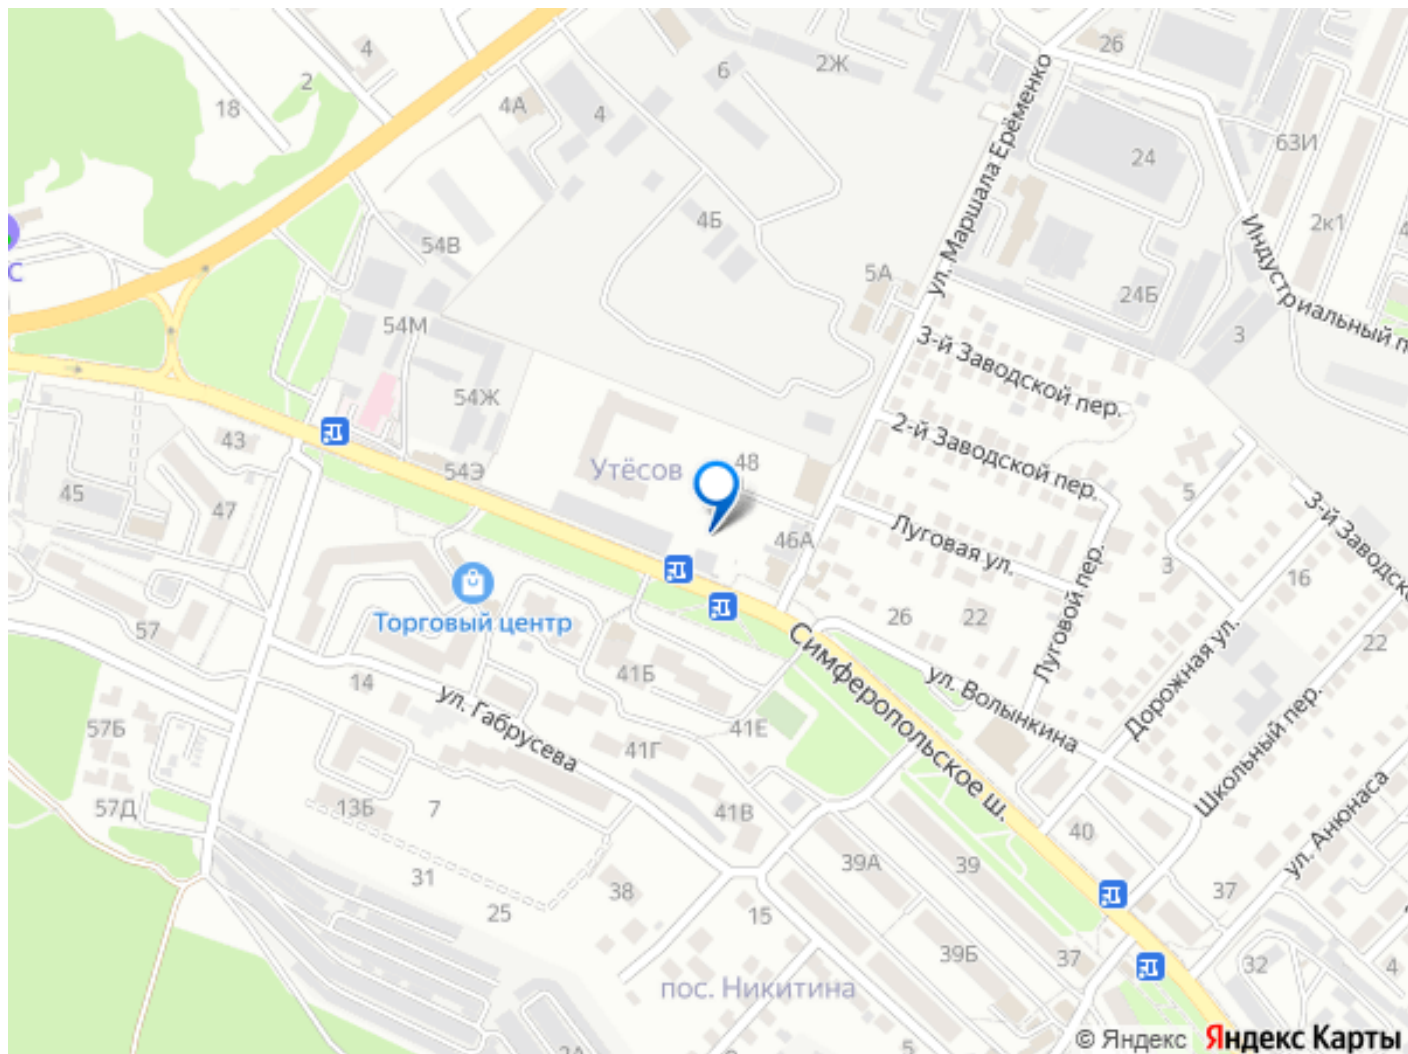 4
2
18
4А
4
6
2Ж
26
4Б
24
63И
2к1
4
54В
С
5А
24Б
3
54М
54Ж
54Э
43
45
47
57
48
46А
Утёсов
ул. Маршала Ерёменко
Индустриальный п
3-й Заводской пер.
2-й Заводской пер.
Луговая ул.
Луговой пер.
5
3
16
22
3-й Заводско
26
22
Торговый центр
14
41Б
41Г
41Е
41В
ул. Габрусева
Симферопольское ш.
ул. Волынкина
Дорожная ул.
Школьный пер.
ул. Анюнаса
57Б
57Д
13Б
7
31
25
38
15
39А
39
39Б
37
40
37
32
4
пос. Никитина
5
© Яндекс Яндекс Карты